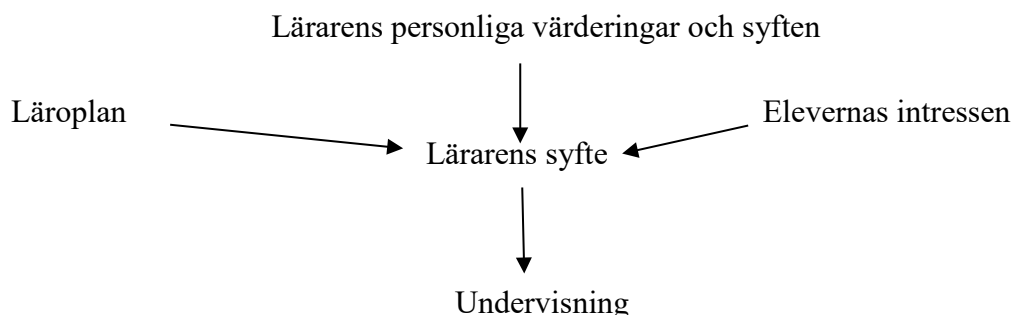 Lärarens personliga värderingar och syften
Läroplan
Elevernas intressen
Lärarens syfte
Undervisning